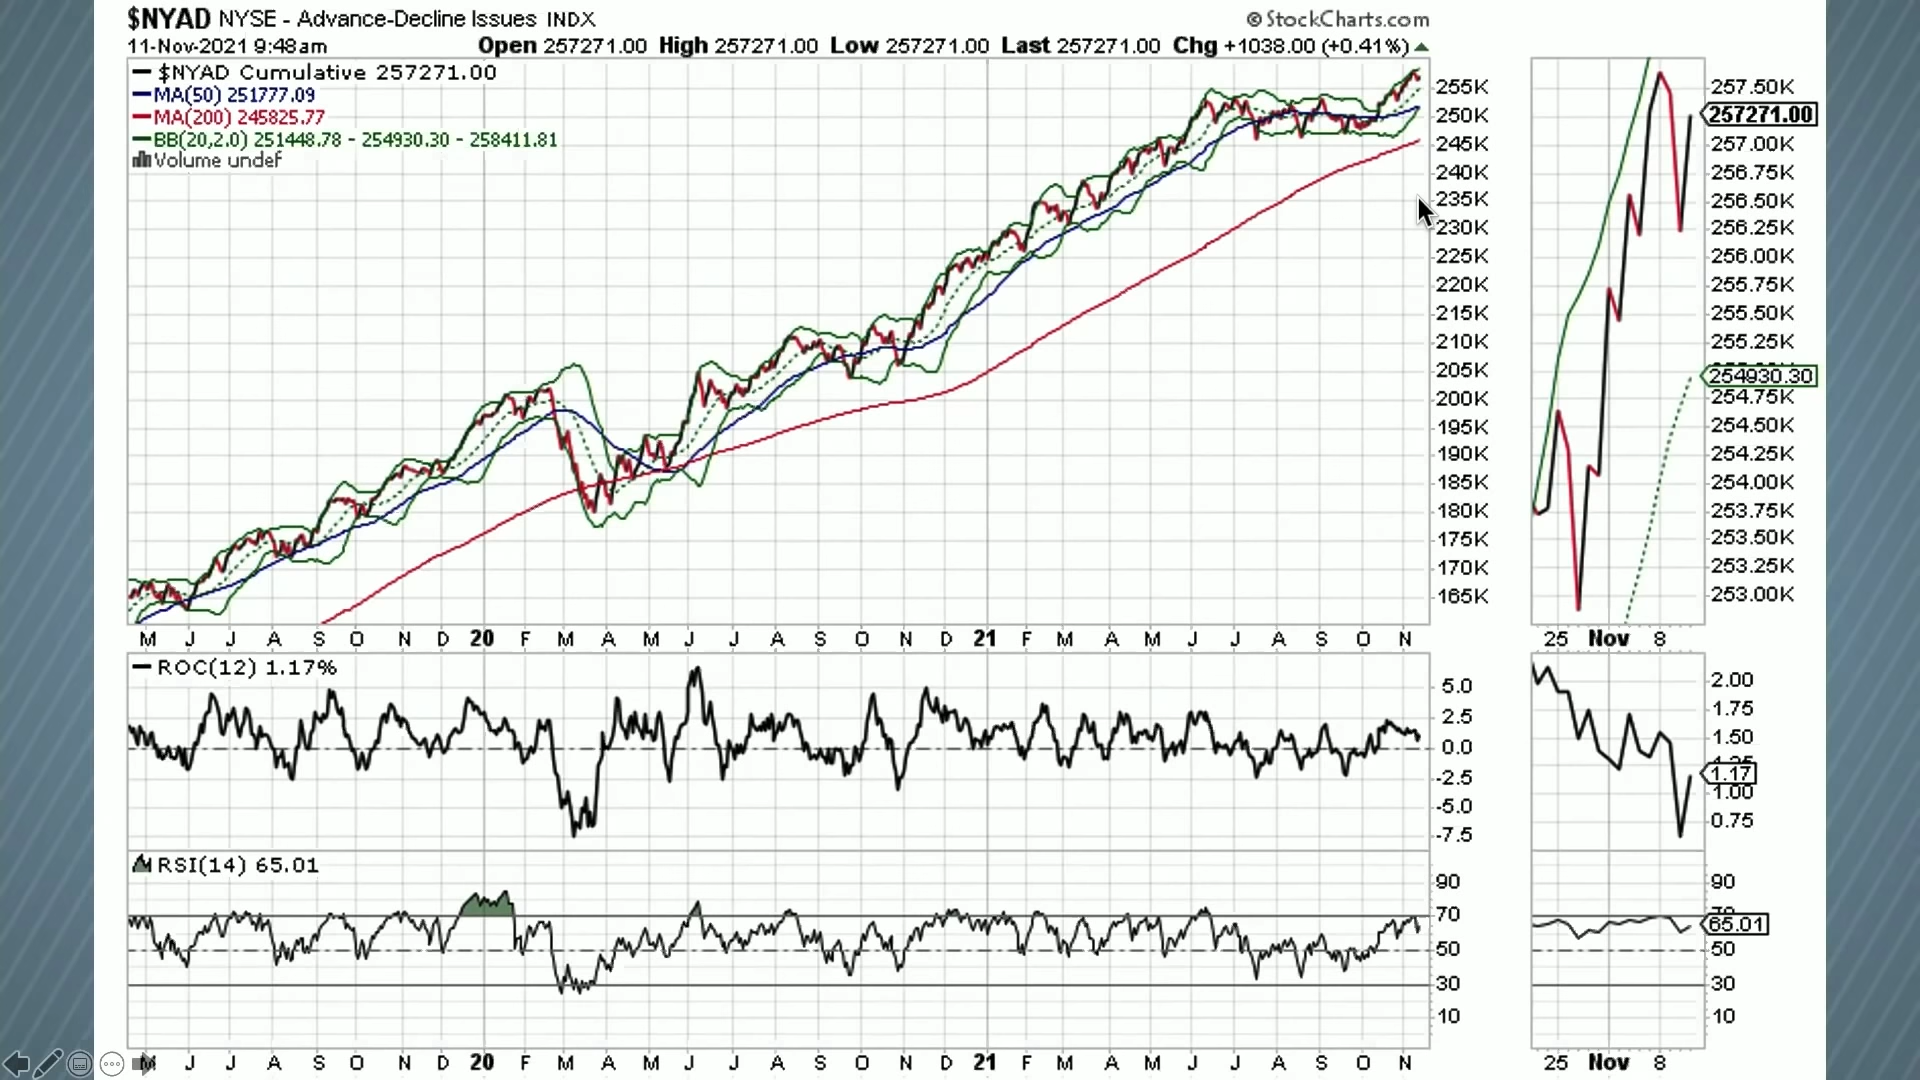 $NYAD NYSE - Advance-Decline Issues INDX
© StockCharts.com
11-Nov-2021 9:48am
Open 257271.00 High 257271.00 Low 257271.00 Last 257271.00 Chg +1038.00 (+0.41%)
$NYAD Cumulative 257271.00
MA(50) 251777.09
MA(200) 245825.77
BB(20,2.0) 251448.78 - 254930.30 - 258411.81
Volume undef
255K
250K
245K
240K
235K
230K
225K
220K
215K
210K
205K
200K
195K
190K
185K
180K
175K
170K
165K
M J J A S O N D 20 F M A M J J A S O N D 21 F M A M J J A S O N
257.50K
257271.00
257.00K
256.75K
256.50K
256.25K
256.00K
255.75K
255.50K
255.25K
254930.30
254.75K
254.50K
254.25K
254.00K
253.75K
253.50K
253.25K
253.00K
25 Nov 8
ROC(12) 1.17%
5.0
2.5
0.0
-2.5
-5.0
-7.5
2.00
1.75
1.50
1.25
1.17
1.00
0.75
RSI(14) 65.01
90
70
50
30
10
90
70
65.01
50
30
10
M J J A S O N D 20 F M A M J J A S O N D 21 F M A M J J A S O N
25 Nov 8